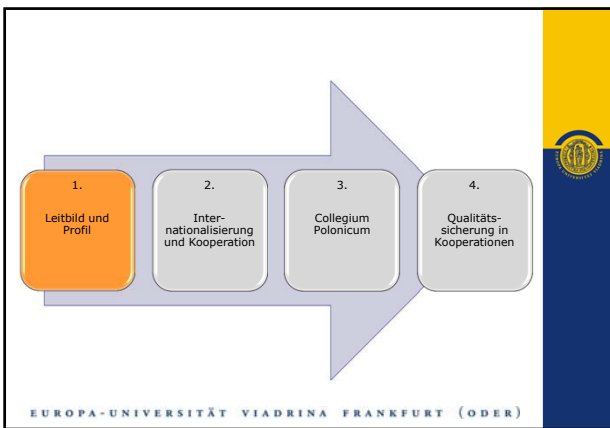 1.
Leitbild und
Profil
2.
Inter-
nationalisierung
und Kooperation
3.
Collegium
Polonicum
4.
Qualitäts-
sicherung in
Kooperationen
EUROPA-UNIVERSITÄT VIADRINA FRANKFURT (ODER)